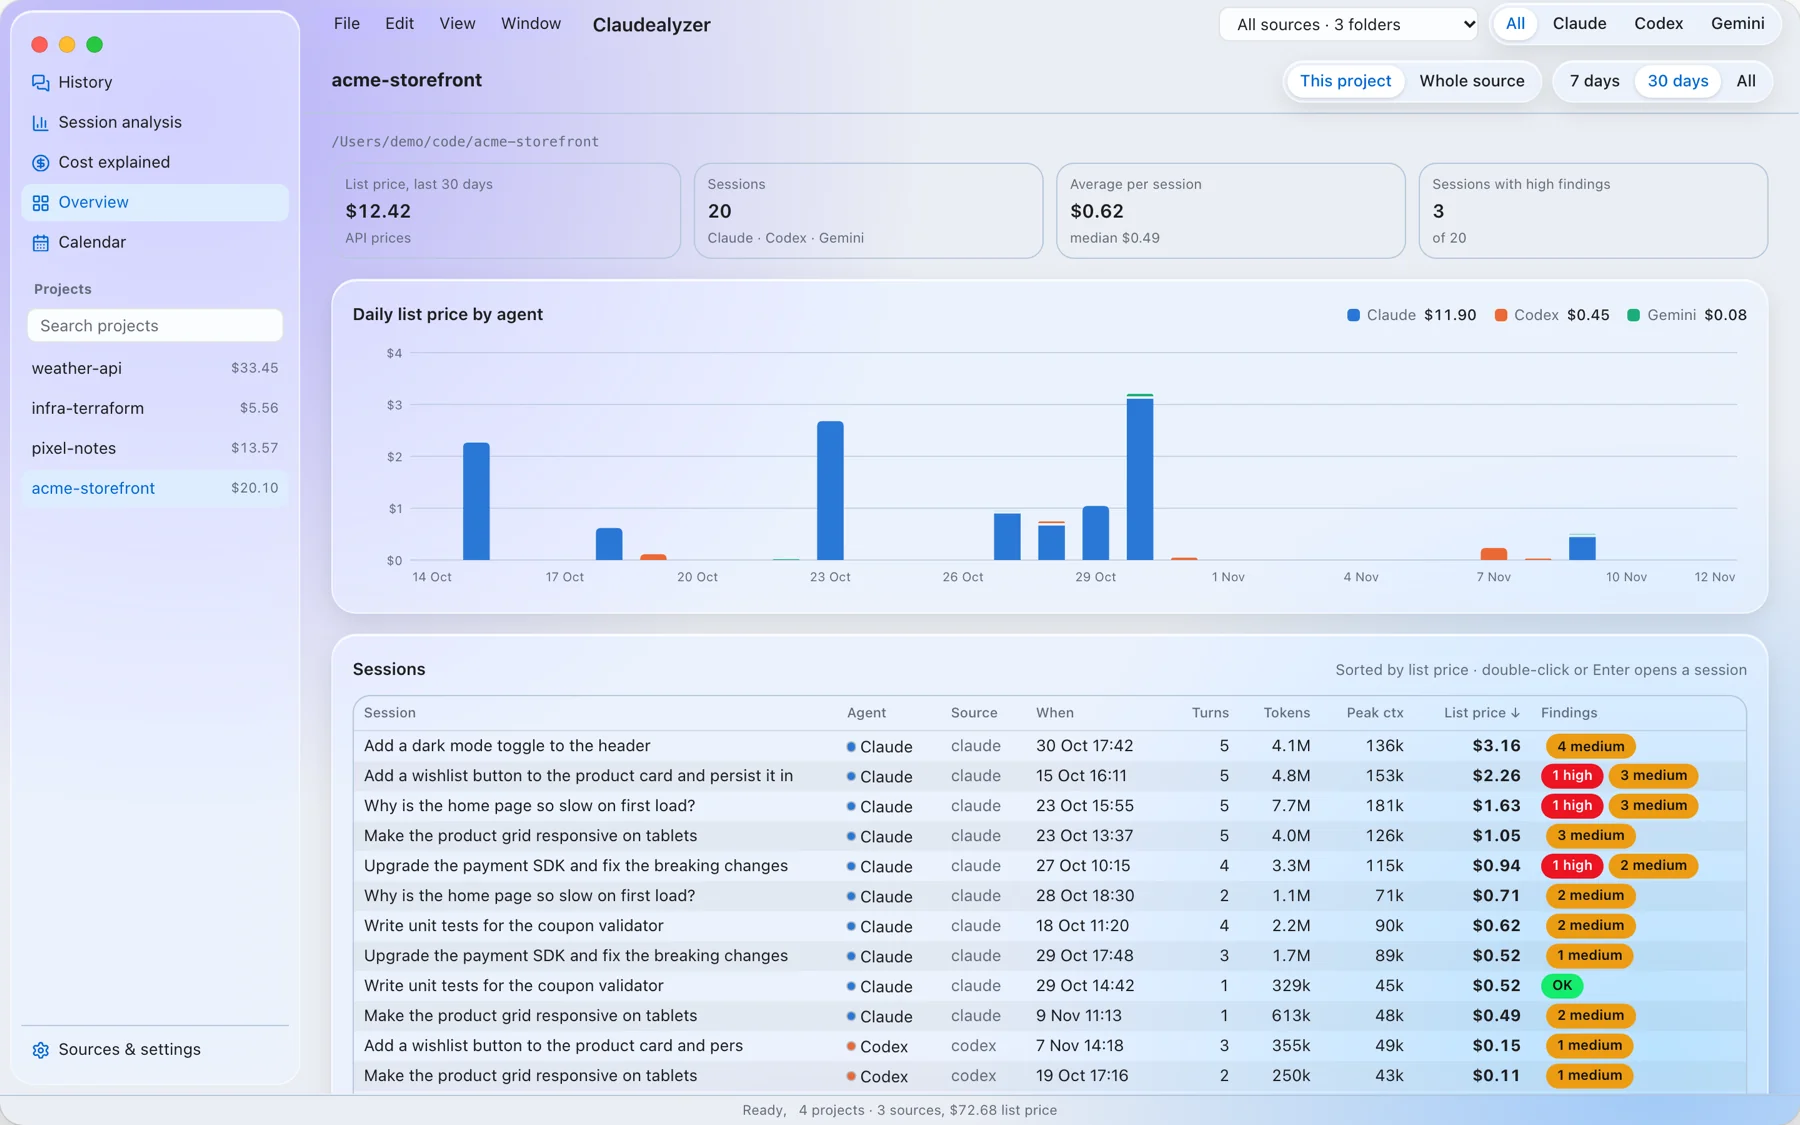 File Edit View Window Claudealyzer All sources · 3 folders All Claude Codex Gemini
History
Session analysis
Cost explained
Overview
Calendar
Projects
Search projects
weather-api $33.45
infra-terraform $5.56
pixel-notes $13.57
acme-storefront $20.10
Sources & settings
acme-storefront This project Whole source 7 days 30 days All
/Users/demo/code/acme-storefront
List price, last 30 days
$12.42
API prices
Sessions
20
Claude · Codex · Gemini
Average per session
$0.62
median $0.49
Sessions with high findings
3
of 20
Daily list price by agent Claude $11.90 Codex $0.45 Gemini $0.08
$4
$3
$2
$1
$0
14 Oct 17 Oct 20 Oct 23 Oct 26 Oct 29 Oct 1 Nov 4 Nov 7 Nov 10 Nov 12 Nov
Sessions Sorted by list price · double-click or Enter opens a session
Session Agent Source When Turns Tokens Peak ctx List price ↓ Findings
Add a dark mode toggle to the header Claude claude 30 Oct 17:42 5 4.1M 136k $3.16 4 medium
Add a wishlist button to the product card and persist it in Claude claude 15 Oct 16:11 5 4.8M 153k $2.26 1 high 3 medium
Why is the home page so slow on first load? Claude claude 23 Oct 15:55 5 7.7M 181k $1.63 1 high 3 medium
Make the product grid responsive on tablets Claude claude 23 Oct 13:37 5 4.0M 126k $1.05 3 medium
Upgrade the payment SDK and fix the breaking changes Claude claude 27 Oct 10:15 4 3.3M 115k $0.94 1 high 2 medium
Why is the home page so slow on first load? Claude claude 28 Oct 18:30 2 1.1M 71k $0.71 2 medium
Write unit tests for the coupon validator Claude claude 18 Oct 11:20 4 2.2M 90k $0.62 2 medium
Upgrade the payment SDK and fix the breaking changes Claude claude 29 Oct 17:48 3 1.7M 89k $0.52 1 medium
Write unit tests for the coupon validator Claude claude 29 Oct 14:42 1 329k 45k $0.52 OK
Make the product grid responsive on tablets Claude claude 9 Nov 11:13 1 613k 48k $0.49 2 medium
Add a wishlist button to the product card and pers Codex codex 7 Nov 14:18 3 355k 49k $0.15 1 medium
Make the product grid responsive on tablets Codex codex 19 Oct 17:16 2 250k 43k $0.11 1 medium
Ready, 4 projects · 3 sources, $72.68 list price